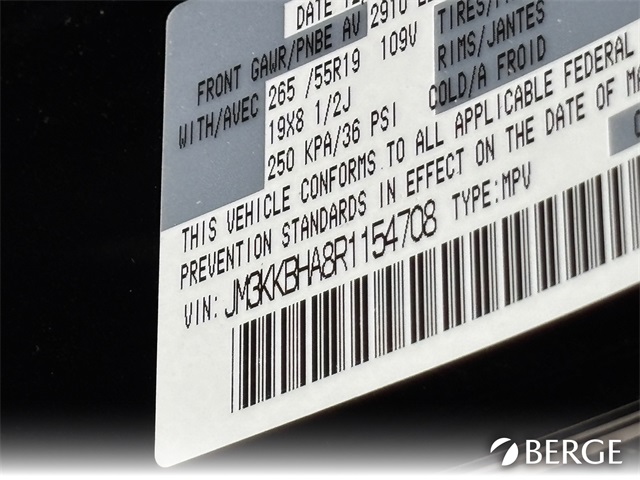 DATE
FRONT GAWR/PNBE AV 2910
WITH/AVEC 265 /55R19 109V
TIRES/
RIMS/JANTES
19X8 1/2J
COLD/A FROID
250 KPA/36 PSI
THIS VEHICLE CONFORMS TO ALL APPLICABLE FEDERAL
PREVENTION STANDARDS IN EFFECT ON THE DATE OF
VIN: JM3KKBHA8R1154708 TYPE:MPV
BERGE